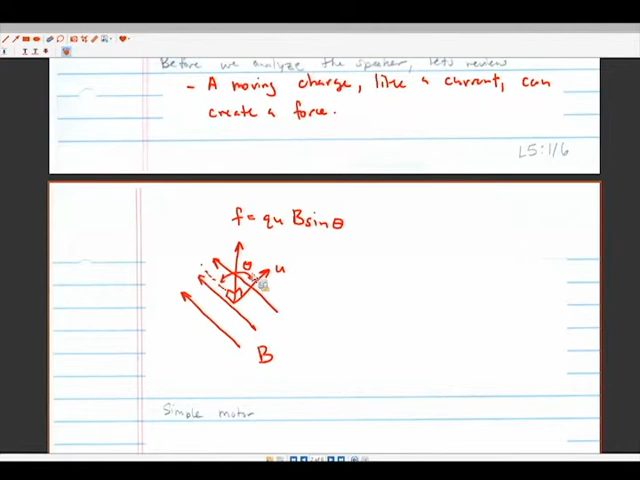 Before we analyze the speaker, lets review
- A moving charge, like a current, can
create a force.
L5:1/6
f = qu B sin θ
θ
u
B
Simple motor